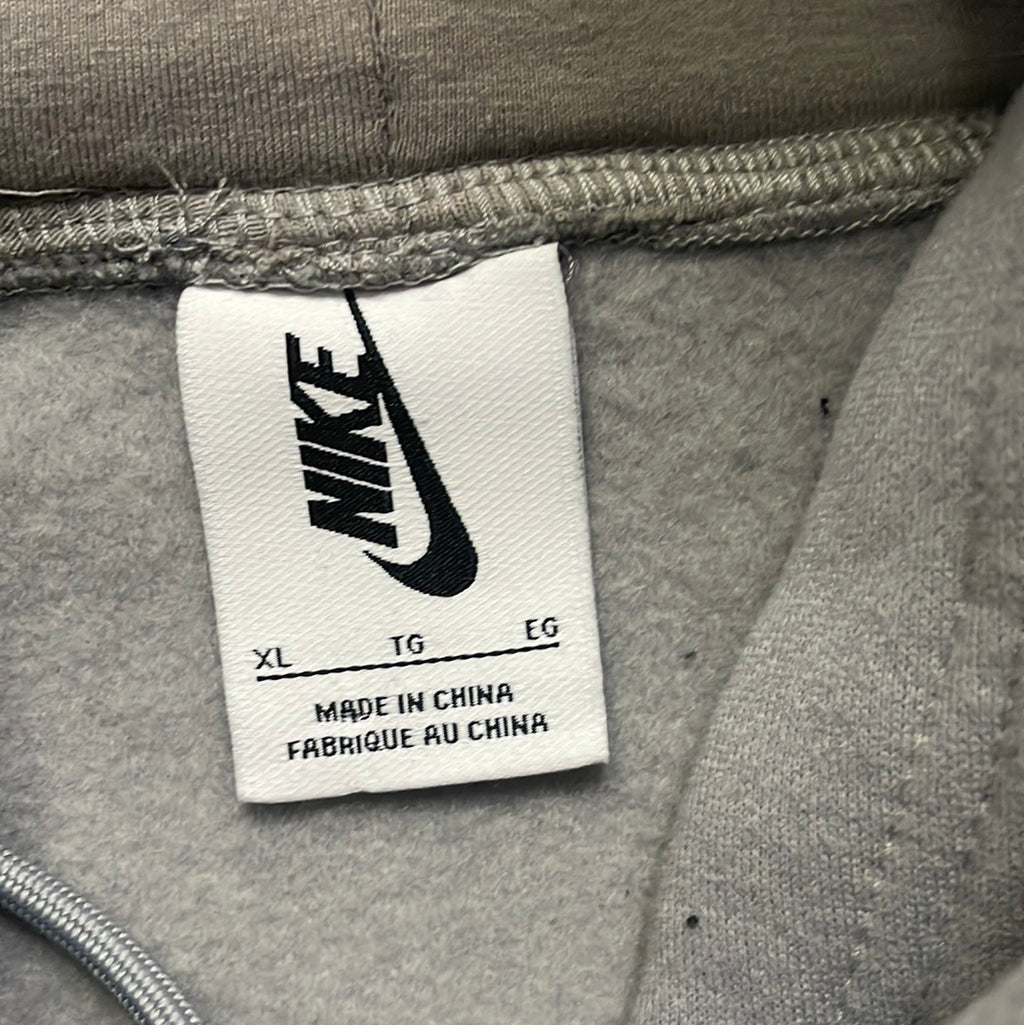 NIKE
XL TG EG
MADE IN CHINA
FABRIQUE AU CHINA